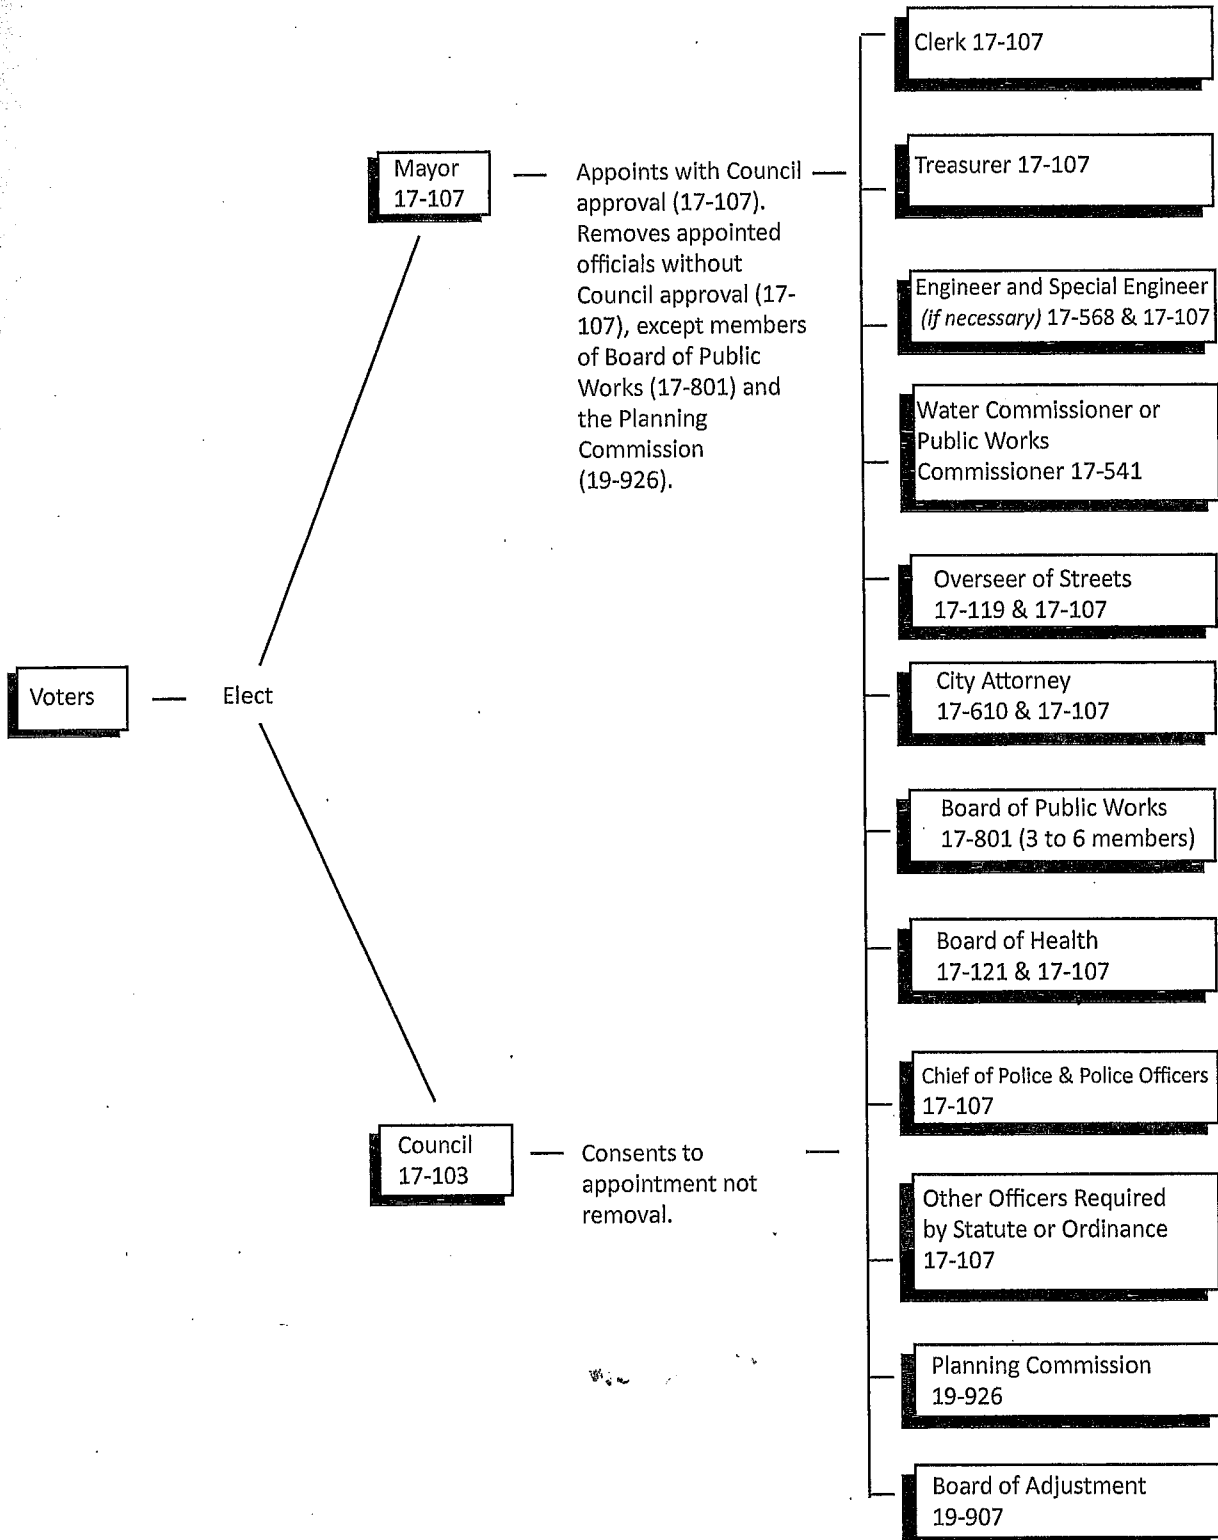 Voters
Elect
Mayor
17-107
Appoints with Council
approval (17-107).
Removes appointed
officials without
Council approval (17-
107), except members
of Board of Public
Works (17-801) and
the Planning
Commission
(19-926).
Council
17-103
Consents to
appointment not
removal.
Clerk 17-107
Treasurer 17-107
Engineer and Special Engineer
(if necessary) 17-568 & 17-107
Water Commissioner or
Public Works
Commissioner 17-541
Overseer of Streets
17-119 & 17-107
City Attorney
17-610 & 17-107
Board of Public Works
17-801 (3 to 6 members)
Board of Health
17-121 & 17-107
Chief of Police & Police Officers
17-107
Other Officers Required
by Statute or Ordinance
17-107
Planning Commission
19-926
Board of Adjustment
19-907